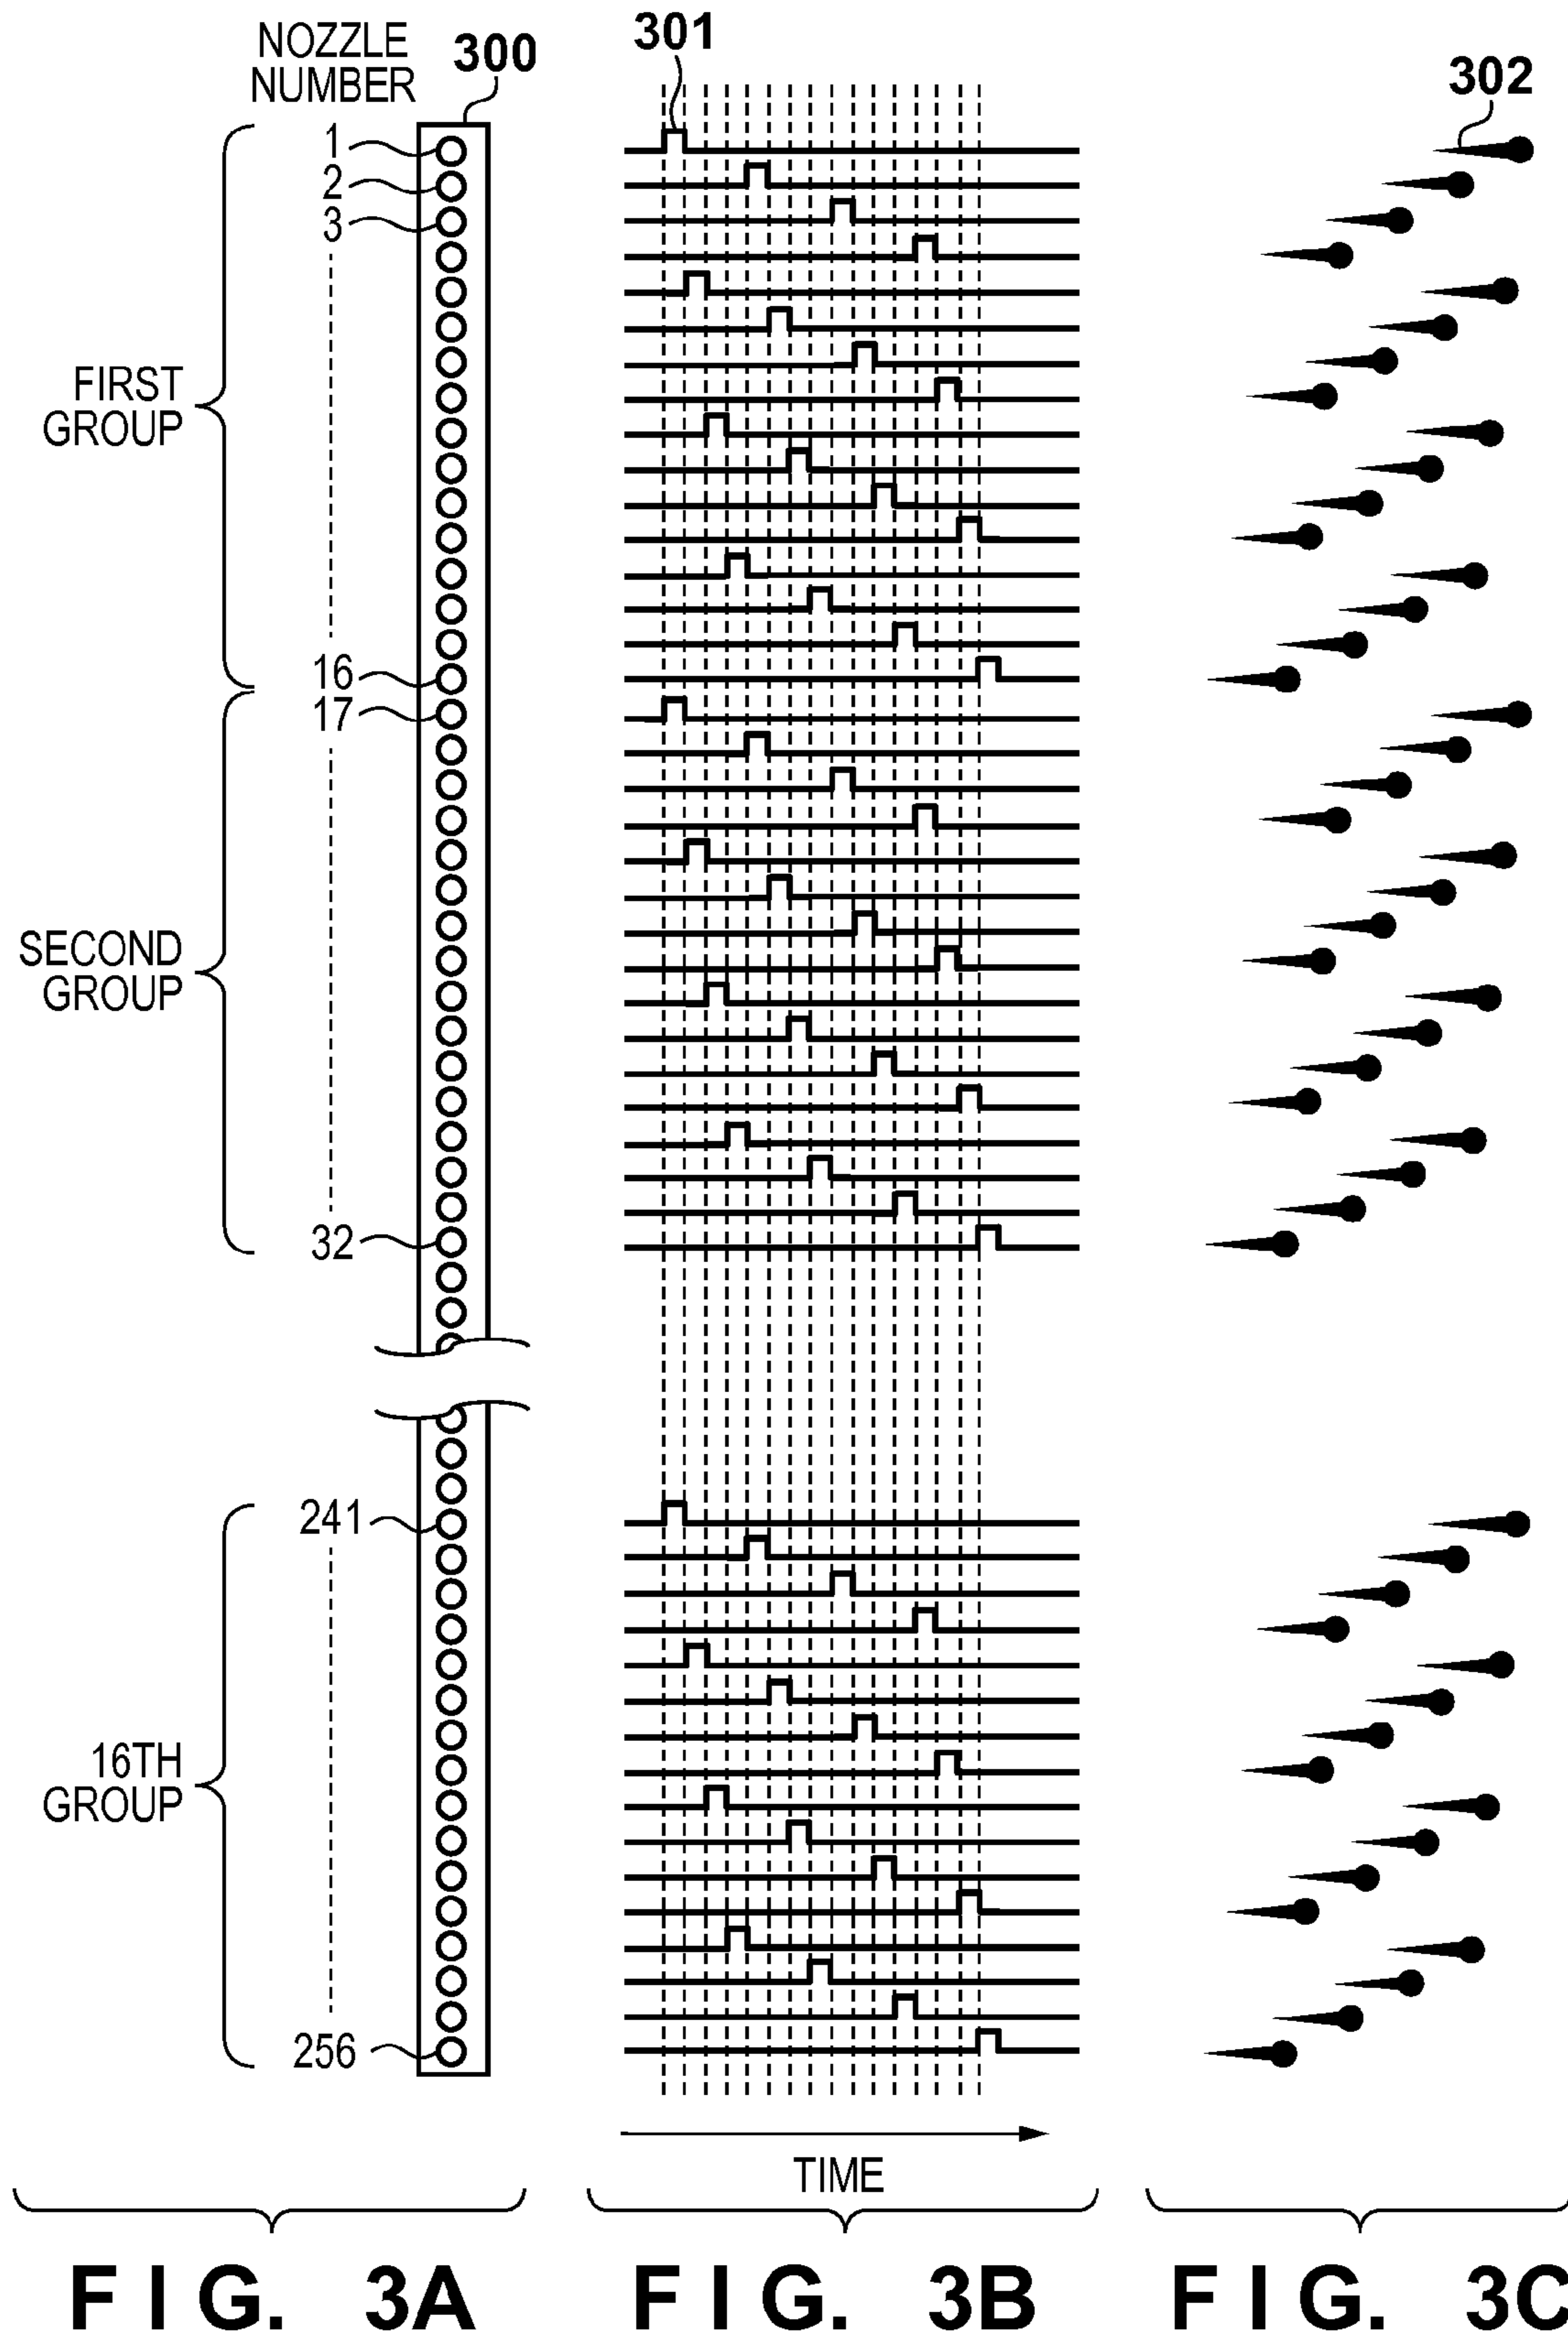 NOZZLE
NUMBER
300
301
302
1
2
3
FIRST
GROUP
16
17
SECOND
GROUP
32
241
16TH
GROUP
256
TIME
FIG. 3A
FIG. 3B
FIG. 3C